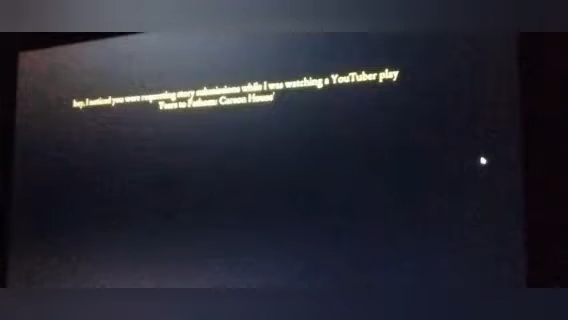 hey, I noticed you were requesting story submissions while I was watching a YouTuber play
'Fears to Fathom: Carson House'